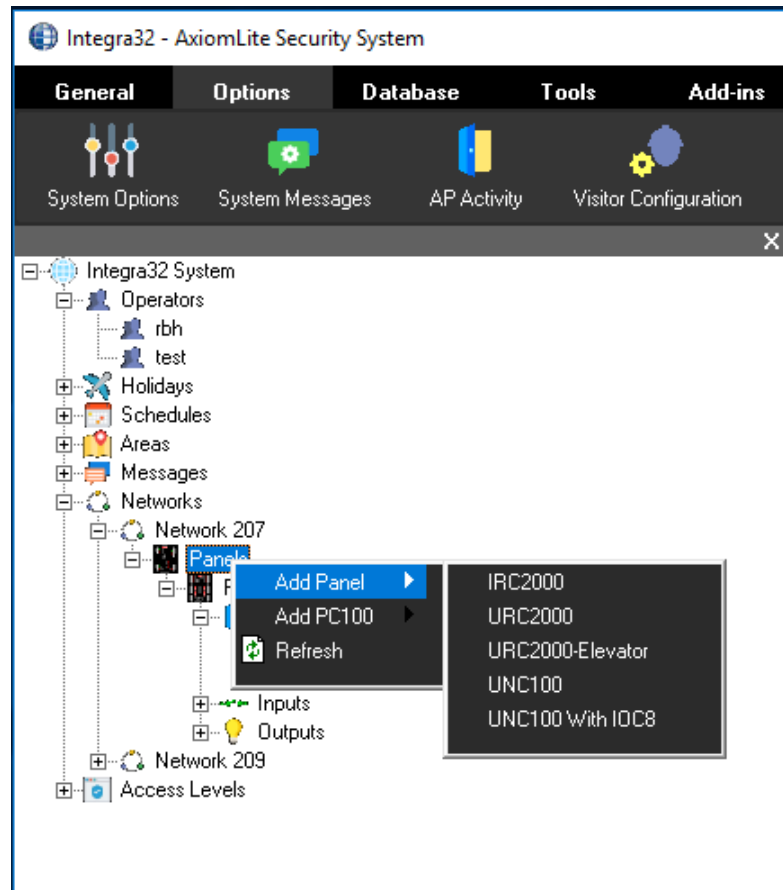 Integra32 - AxiomLite Security System
General Options Database Tools Add-ins
System Options System Messages AP Activity Visitor Configuration
Integra32 System
Operators
rbh
test
Holidays
Schedules
Areas
Messages
Networks
Network 207
Panels
Add Panel IRC2000
Add PC100 URC2000
Refresh URC2000-Elevator
UNC100
Inputs
UNC100 With IOC8
Outputs
Network 209
Access Levels